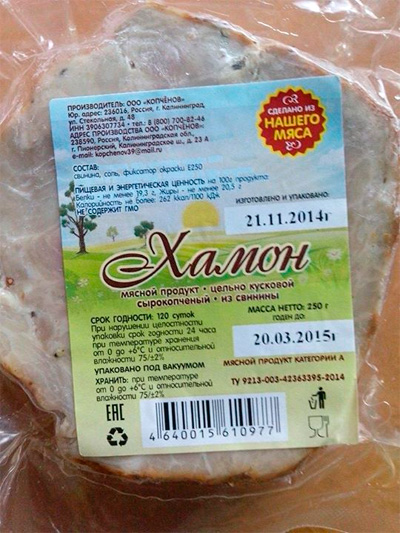 ПРОИЗВОДИТЕЛЬ: ООО «КОПЧЁНОВ»
Юр. адрес: 236016, Россия, г. Калининград,
ул. Стекольная, д. 48
ИНН 3906307734 • тел.: 8 (800) 700-82-46
АДРЕС ПРОИЗВОДСТВА ООО «КОПЧЁНОВ»
238590, Россия, Калининградская обл.,
г. Пионерский, Калининградское ш., д. 23 А
e-mail: kopchenov39@mail.ru
СДЕЛАНО ИЗ
НАШЕГО
МЯСА
СОСТАВ:
свинина, соль, фиксатор окраски Е250
ПИЩЕВАЯ И ЭНЕРГЕТИЧЕСКАЯ ЦЕННОСТЬ на 100г продукта
Белки - не менее 19,3 г, Жиры - не более 20,5 г
Калорийность не более 262 kкал/1100 кДж
НЕ СОДЕРЖИТ ГМО
ИЗГОТОВЛЕНО И УПАКОВАНО
21.11.2014г
Хамон
МЯСНОЙ ПРОДУКТ • ЦЕЛЬНО КУСКОВОЙ
СЫРОКОПЧЕНЫЙ • ИЗ СВИНИНЫ
СРОК ГОДНОСТИ: 120 СУТОК
При нарушении целостности
упаковки срок годности 24 часа
при температуре хранения
от 0 до +6°С и относительной
влажности 75/±2%
УПАКОВАНО ПОД ВАКУУМОМ
ХРАНИТЬ: при температуре
от 0 до +6°С и относительной
влажности 75/±2%
МАССА НЕТТО: 250 г
ГОДЕН ДО:
20.03.2015г
МЯСНОЙ ПРОДУКТ КАТЕГОРИИ А
ТУ 9213-003-42363395-2014
EAC
4 640015 610977